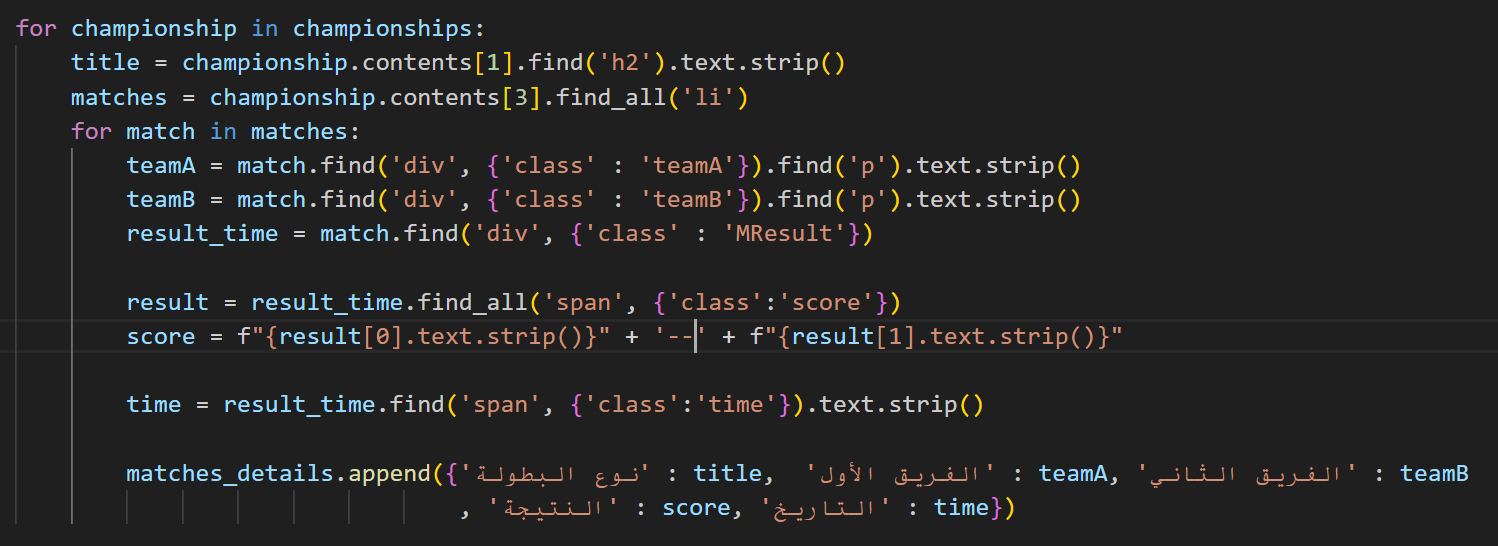 for championship in championships:
    title = championship.contents[1].find('h2').text.strip()
    matches = championship.contents[3].find_all('li')
    for match in matches:
        teamA = match.find('div', {'class' : 'teamA'}).find('p').text.strip()
        teamB = match.find('div', {'class' : 'teamB'}).find('p').text.strip()
        result_time = match.find('div', {'class' : 'MResult'})
        result = result_time.find_all('span', {'class':'score'})
        score = f"{result[0].text.strip()}" + '--' + f"{result[1].text.strip()}"
        time = result_time.find('span', {'class':'time'}).text.strip()
        matches_details.append({'نوع البطولة' : title,  'الفريق الأول' : teamA, 'الفريق الثاني' : teamB
                                , 'النتيجة' : score, 'التاريخ' : time})